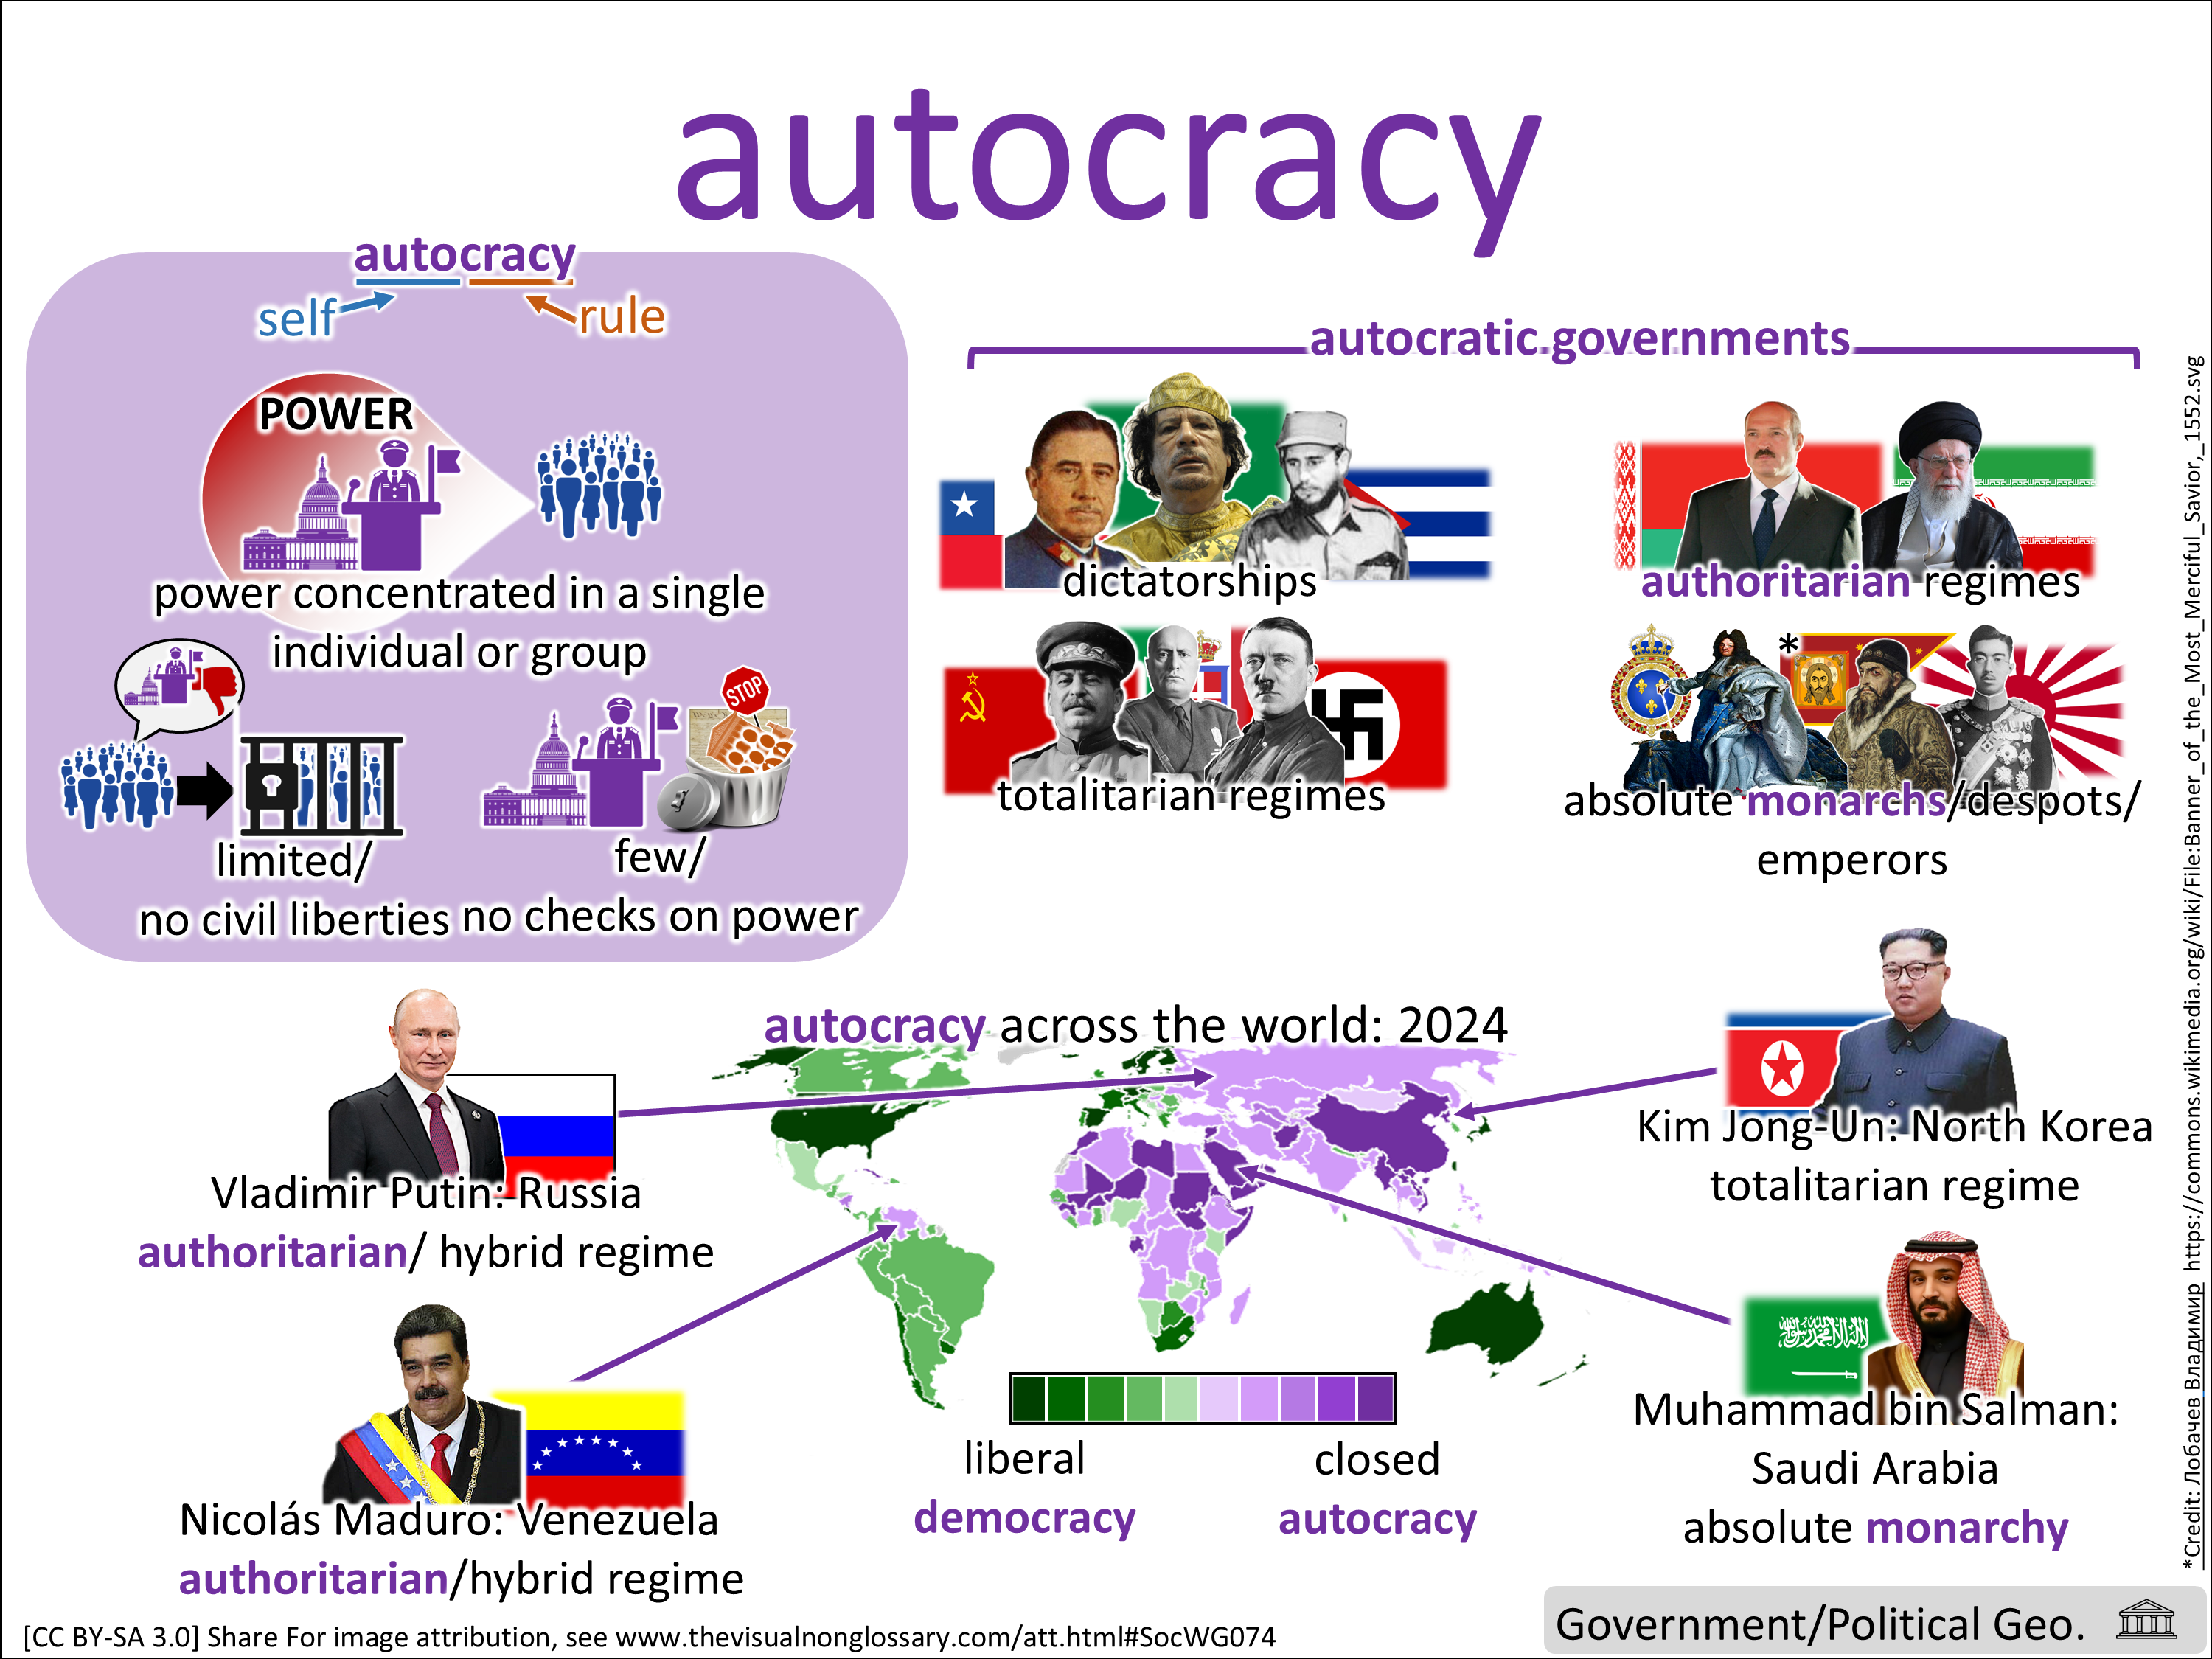 autocracy
autocracy
self
rule
POWER
power concentrated in a single
individual or group
STOP
limited/
no civil liberties
few/
no checks on power
autocratic governments
dictatorships
authoritarian regimes
totalitarian regimes
*
absolute monarchs/despots/
emperors
autocracy across the world: 2024
Vladimir Putin: Russia
authoritarian/ hybrid regime
Kim Jong-Un: North Korea
totalitarian regime
Nicolás Maduro: Venezuela
authoritarian/hybrid regime
Muhammad bin Salman:
Saudi Arabia
absolute monarchy
liberal
democracy
closed
autocracy
[CC BY-SA 3.0] Share For image attribution, see www.thevisualnonglossary.com/att.html#SocWG074
Government/Political Geo.
*Credit: Лобачев Владимир https://commons.wikimedia.org/wiki/File:Banner_of_the_Most_Merciful_Savior,_1552.svg